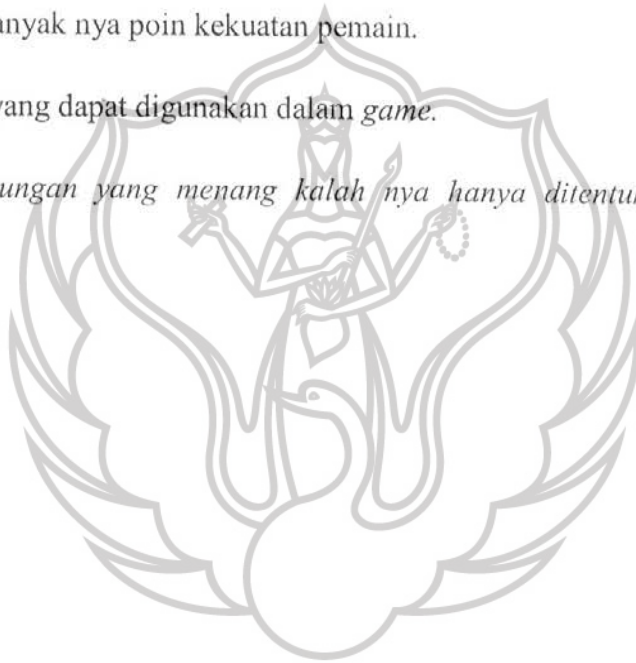 anyak nya poin kekuatan pemain.
yang dapat digunakan dalam game.
ungan yang menang kalah nya hanya ditentu